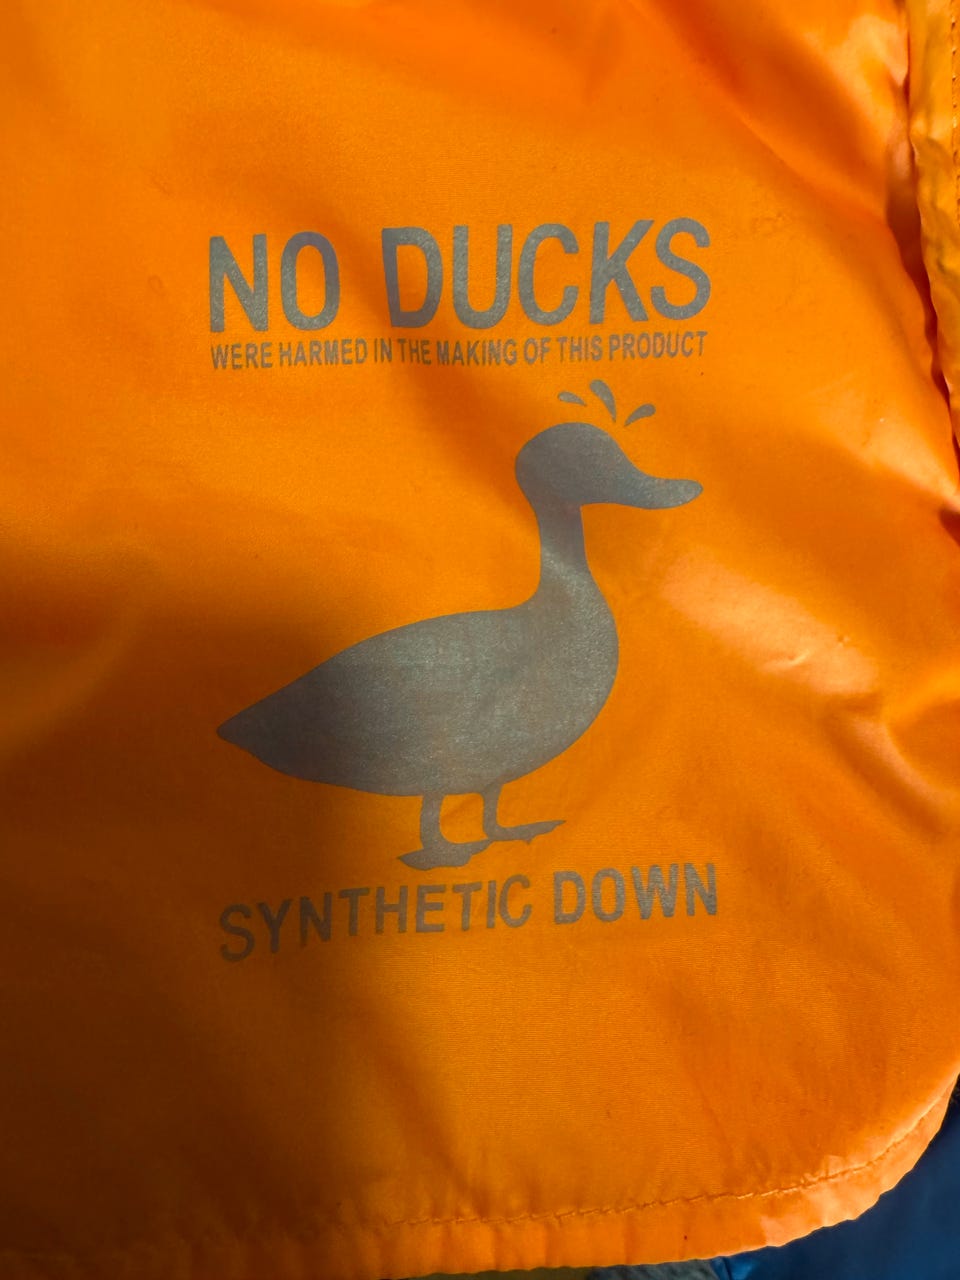 NO DUCKS
WERE HARMED IN THE MAKING OF THIS PRODUCT
SYNTHETIC DOWN